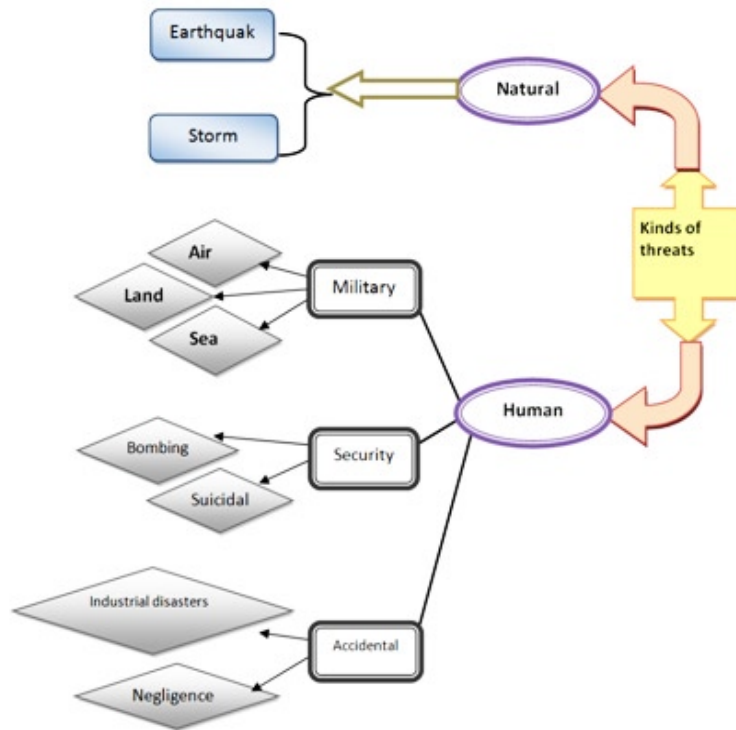 Earthquak
Natural
Storm
Kinds of
threats
Air
Military
Land
Sea
Human
Bombing
Security
Suicidal
Industrial disasters
Accidental
Negligence